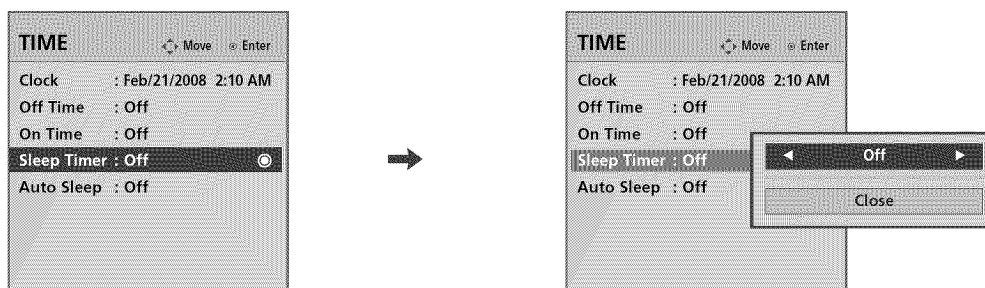 TIME Move Enter
Clock : Feb/21/2008 2:10 AM
Off Time : Off
On Time : Off
Sleep Timer : Off
Auto Sleep : Off
TIME Move Enter
Clock : Feb/21/2008 2:10 AM
Off Time : Off
On Time : Off
Sleep Timer : Off
Auto Sleep : Off
Off
Close